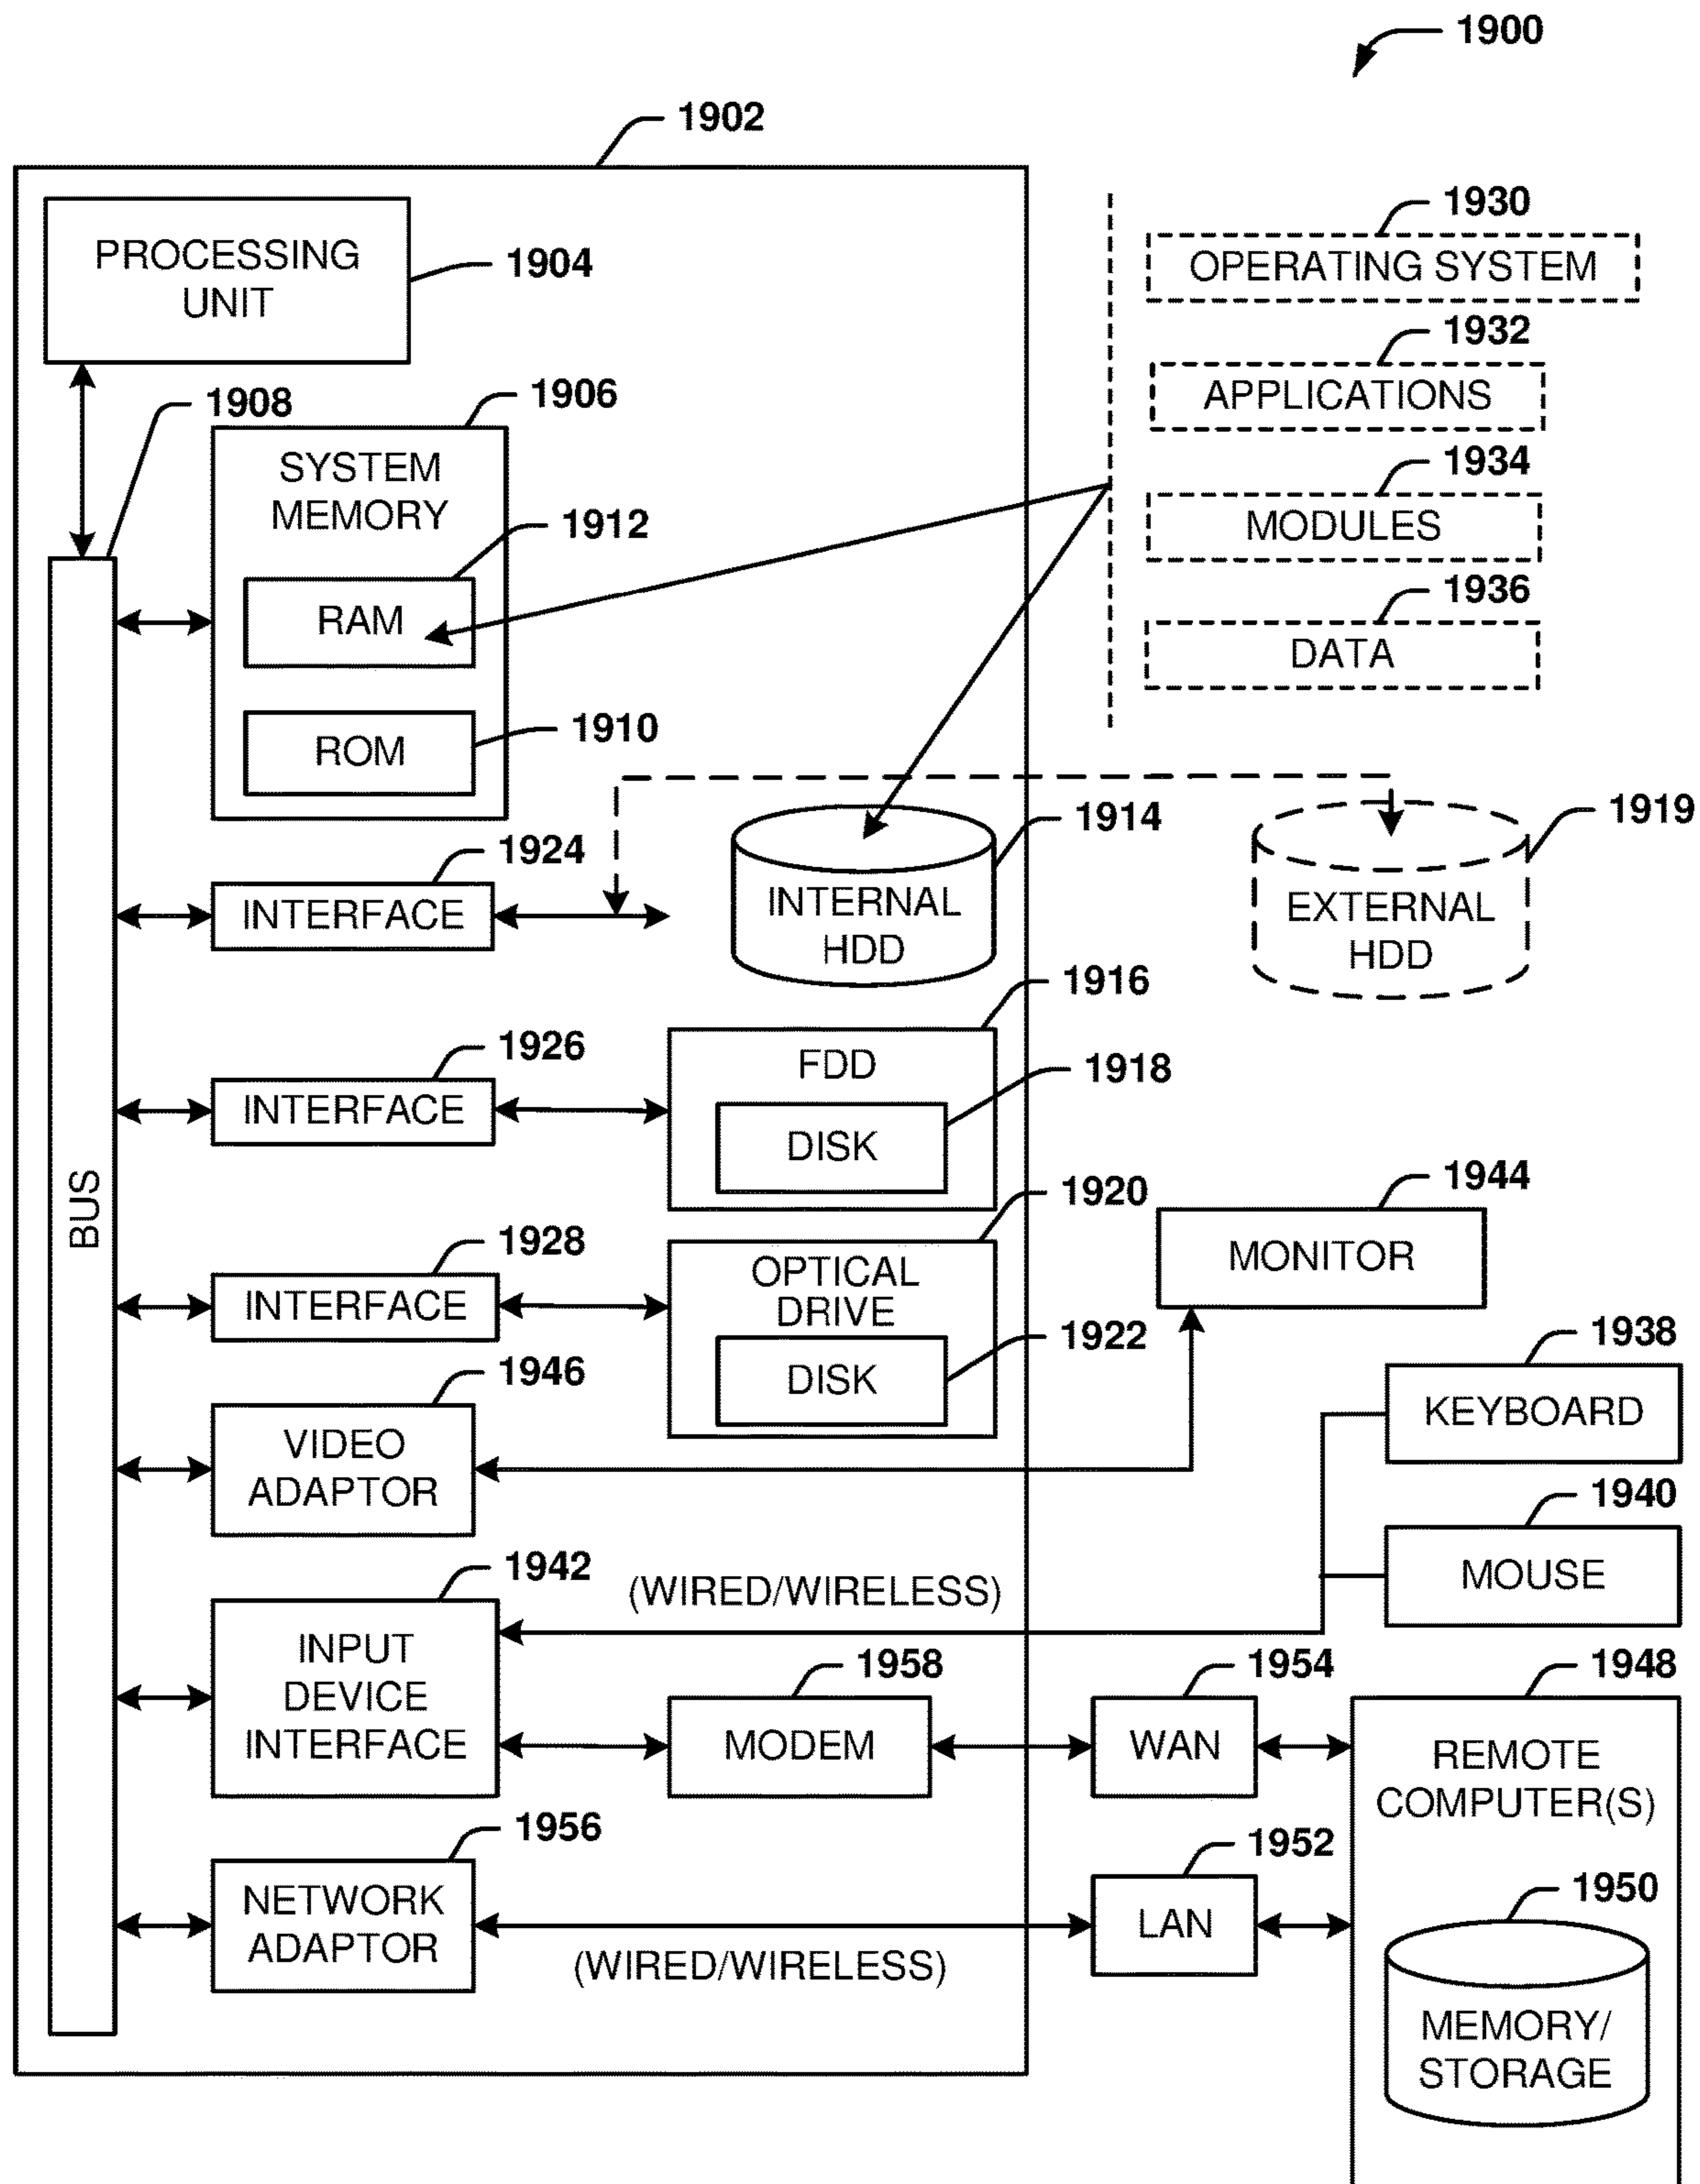 1900
1902
PROCESSING
UNIT
1904
1930
OPERATING SYSTEM
1932
APPLICATIONS
1934
MODULES
1936
DATA
1908
1906
SYSTEM
MEMORY
1912
RAM
1910
ROM
1924
INTERFACE
1914
INTERNAL
HDD
1919
EXTERNAL
HDD
1926
INTERFACE
1916
FDD
1918
DISK
BUS
1928
INTERFACE
1920
OPTICAL
DRIVE
1922
DISK
1944
MONITOR
1946
VIDEO
ADAPTOR
1938
KEYBOARD
1940
MOUSE
1942
(WIRED/WIRELESS)
INPUT
DEVICE
INTERFACE
1958
MODEM
1954
WAN
1948
REMOTE
COMPUTER(S)
1956
NETWORK
ADAPTOR
(WIRED/WIRELESS)
1952
LAN
1950
MEMORY/
STORAGE